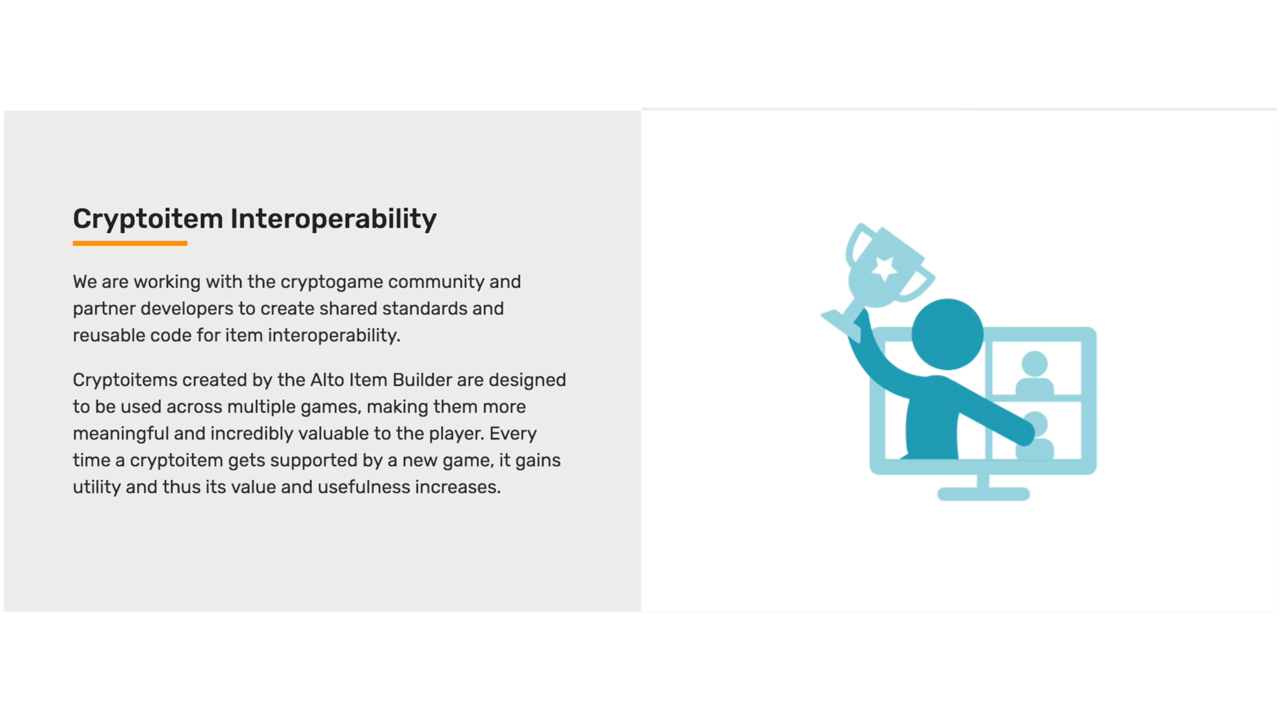 Cryptoitem Interoperability
We are working with the cryptogame community and
partner developers to create shared standards and
reusable code for item interoperability.
Cryptoitems created by the Alto Item Builder are designed
to be used across multiple games, making them more
meaningful and incredibly valuable to the player. Every
time a cryptoitem gets supported by a new game, it gains
utility and thus its value and usefulness increases.